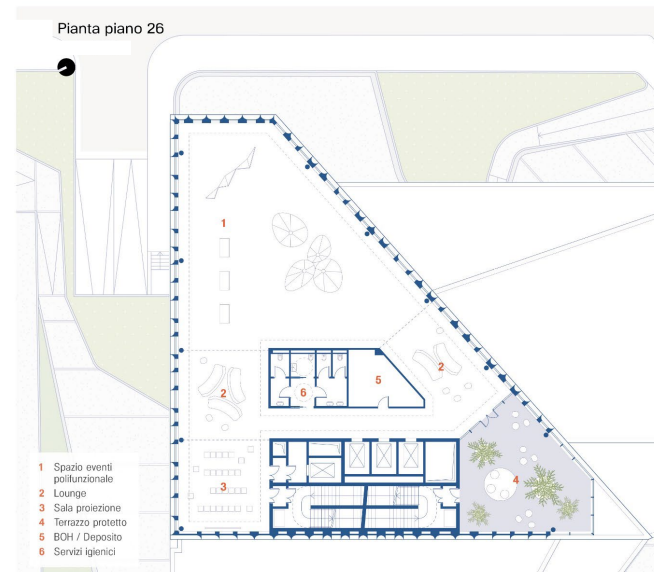 Pianta piano 26
1
2
5
6
2
3
4
1 Spazio eventi
polifunzionale
2 Lounge
3 Sala proiezione
4 Terrazzo protetto
5 BOH / Deposito
6 Servizi igienici